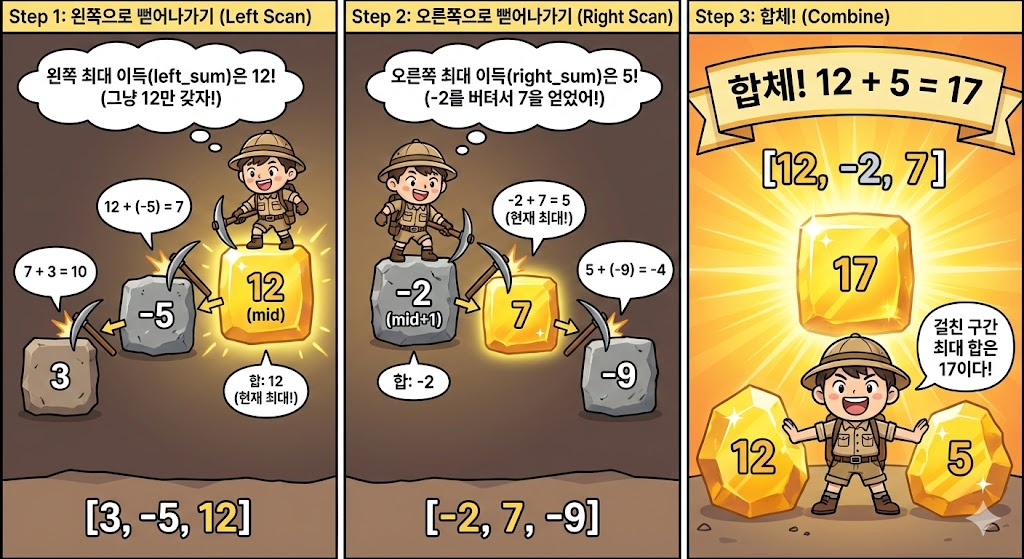 Step 1: 왼쪽으로 뻗어나가기 (Left Scan)
왼쪽 최대 이득(left_sum)은 12!
(그냥 12만 갖자!)
12 + (-5) = 7
7 + 3 = 10
12
(mid)
-5
3
합: 12
(현재 최대!)
[3, -5, 12]
Step 2: 오른쪽으로 뻗어나가기 (Right Scan)
오른쪽 최대 이득(right_sum)은 5!
(-2를 버텨서 7을 얻었어!)
-2 + 7 = 5
(현재 최대!)
5 + (-9) = -4
-2
(mid+1)
7
-9
합: -2
[-2, 7, -9]
Step 3: 합체! (Combine)
합체! 12 + 5 = 17
[12, -2, 7]
17
걸친 구간
최대 합은
17이다!
12
5